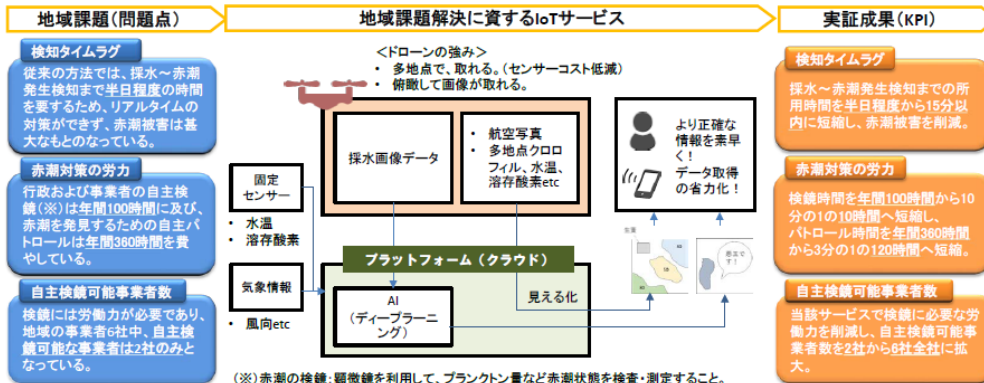 地域課題(問題点)
地域課題解決に資するIoTサービス
実証成果(KPI)
検知タイムラグ
従来の方法では、採水~赤潮
発生検知まで半日程度の時間
を要するため、リアルタイムの
対策ができず、赤潮被害は甚
大なもとのなっている。
赤潮対策の労力
行政および事業者の自主検
鏡(※)は年間100時間に及び、
赤潮を発見するための自主パ
トロールは年間360時間を費
やしている。
自主検鏡可能事業者数
検鏡には労働力が必要であり、
地域の事業者6社中、自主検
鏡可能な事業者は2社のみと
なっている。
<ドローンの強み>
• 多地点で、取れる。(センサーコスト低減)
• 俯瞰して画像が取れる。
採水画像データ
• 航空写真
• 多地点クロロ
フィル、水温、
溶存酸素etc
固定
センサー
• 水温
• 溶存酸素
気象情報
• 風向etc
プラットフォーム(クラウド)
AI
(ディープラーニ
ング)
見える化
より正確な
情報を素早
く!
データ取得
の省力化!
(※)赤潮の検鏡:顕微鏡を利用して、プランクトン量など赤潮状態を検査・測定すること。
検知タイムラグ
採水~赤潮発生検知までの所
用時間を半日程度から15分以
内に短縮し、赤潮被害を削減。
赤潮対策の労力
検鏡時間を年間100時間から10
分の1の10時間へ短縮し、
パトロール時間を年間360時間
から3分の1の120時間へ短縮。
自主検鏡可能事業者数
当該サービスで検鏡に必要な労
働力を削減し、自主検鏡可能事
業者数を2社から6社全社に拡
大。